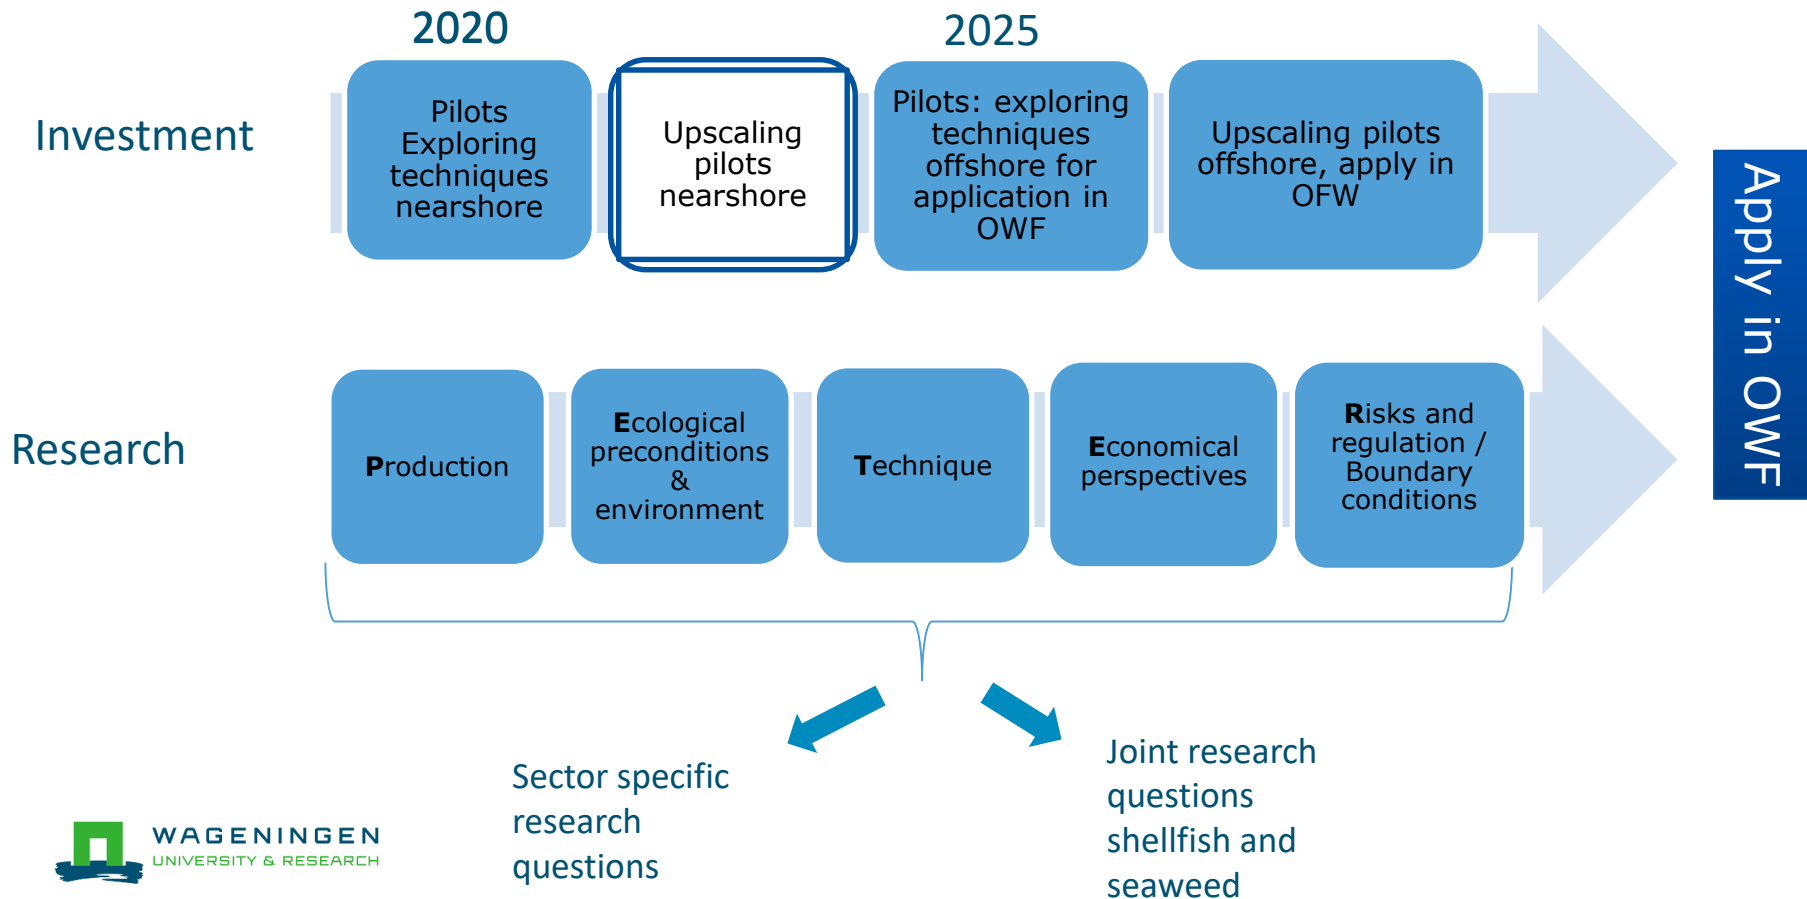 2020
2025
Investment
Pilots
Exploring
techniques
nearshore
Upscaling
pilots
nearshore
Pilots: exploring
techniques
offshore for
application in
OWF
Upscaling pilots
offshore, apply in
OFW
Apply in OWF
Research
Production
Ecological
preconditions
&
environment
Technique
Economical
perspectives
Risks and
regulation /
Boundary
conditions
Sector specific
research
questions
Joint research
questions
shellfish and
seaweed
WAGENINGEN
UNIVERSITY & RESEARCH